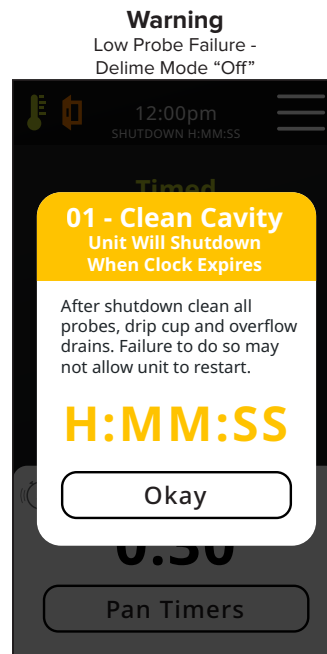 Warning
Low Probe Failure -
Delime Mode “Off”
12:00pm
SHUTDOWN H:MM:SS
Timed
01 - Clean Cavity
Unit Will Shutdown
When Clock Expires
After shutdown clean all
probes, drip cup and overflow
drains. Failure to do so may
not allow unit to restart.
H:MM:SS
Okay
0:30
Pan Timers